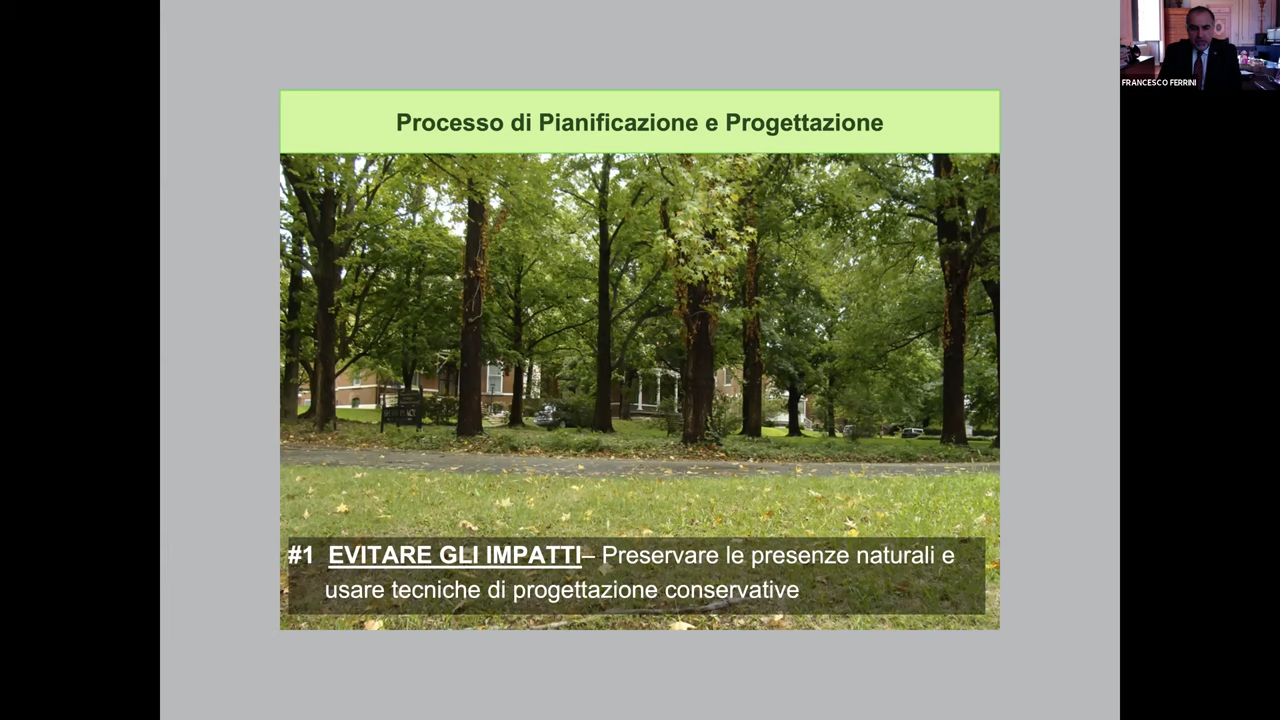 Processo di Pianificazione e Progettazione
#1 EVITARE GLI IMPATTI– Preservare le presenze naturali e
usare tecniche di progettazione conservative
FRANCESCO FERRINI